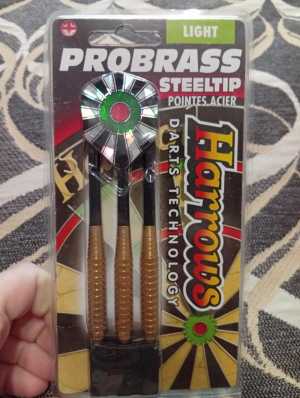 LIGHT
PROBRASS
STEELTIP
POINTES ACIER
Harrows
DARTS TECHNOLOGY